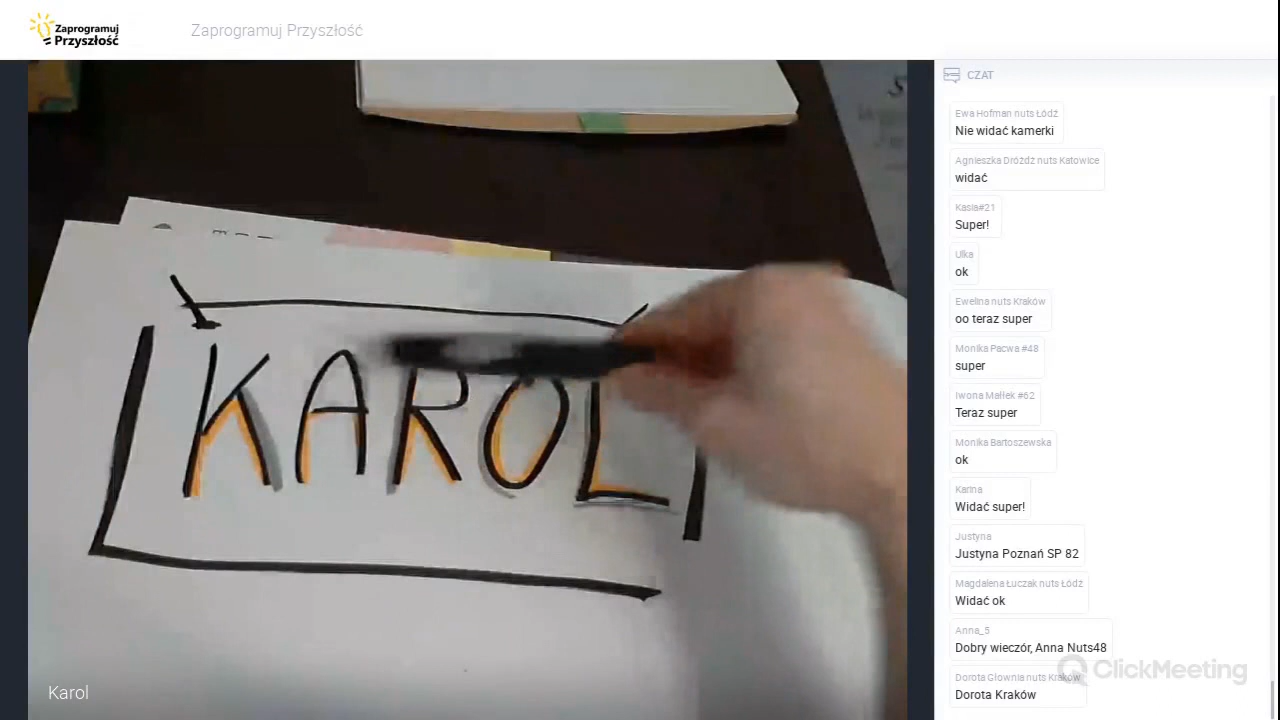 Zaprogramuj
Przyszłość
Zaprogramuj Przyszłość
CZAT
Ewa Hofman nuts Łódź
Nie widać kamerki
Agnieszka Dróżdż nuts Katowice
widać
Kasia#21
Super!
Ulka
ok
Ewelina nuts Kraków
oo teraz super
Monika Pacwa #48
super
Iwona Małłek #62
Teraz super
Monika Bartoszewska
ok
Karina
Widać super!
Justyna
Justyna Poznań SP 82
Magdalena Łuczak nuts Łódź
Widać ok
Anna_5
Dobry wieczór, Anna Nuts48
Dorota Głownia nuts Kraków
Dorota Kraków
ClickMeeting
KAROL
Karol